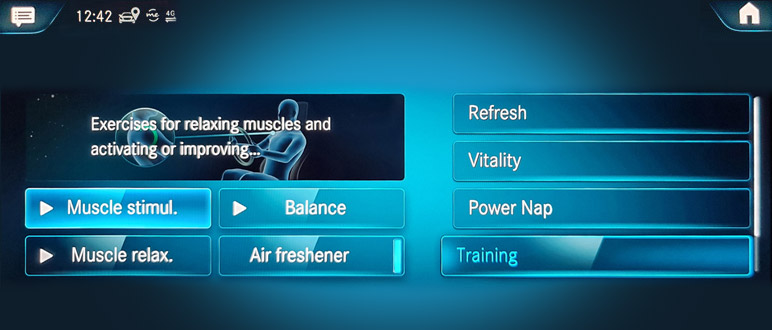 12:42 me 4G
Exercises for relaxing muscles and
activating or improving...
Muscle stimul.
Balance
Muscle relax.
Air freshener
Refresh
Vitality
Power Nap
Training